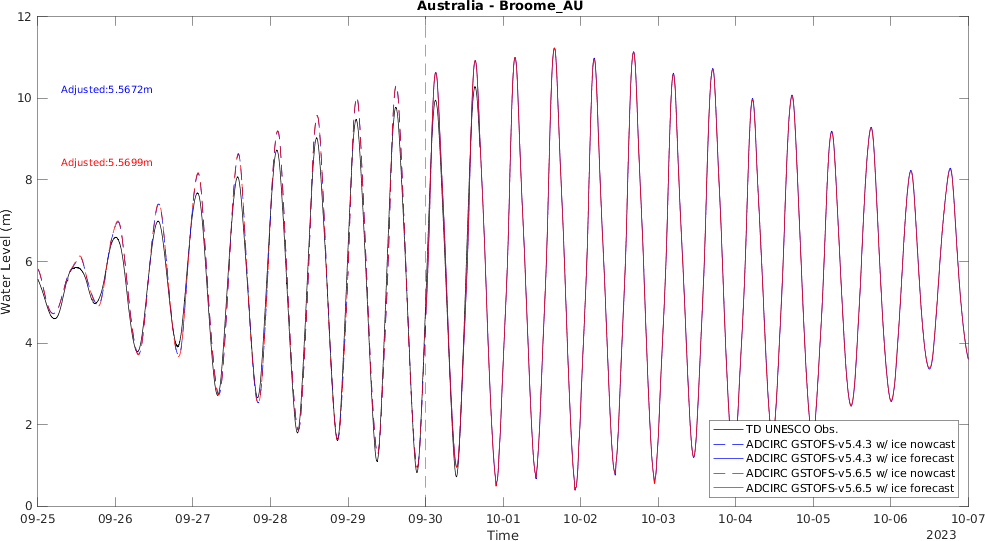 Australia - Broome_AU
12
10
8
6
4
2
0
Water Level (m)
Adjusted:5.5672m
Adjusted:5.5699m
TD UNESCO Obs.
ADCIRC GSTOFS-v5.4.3 w/ ice nowcast
ADCIRC GSTOFS-v5.4.3 w/ ice forecast
ADCIRC GSTOFS-v5.6.5 w/ ice nowcast
ADCIRC GSTOFS-v5.6.5 w/ ice forecast
09-25 09-26 09-27 09-28 09-29 09-30 10-01 10-02 10-03 10-04 10-05 10-06 10-07
Time
2023